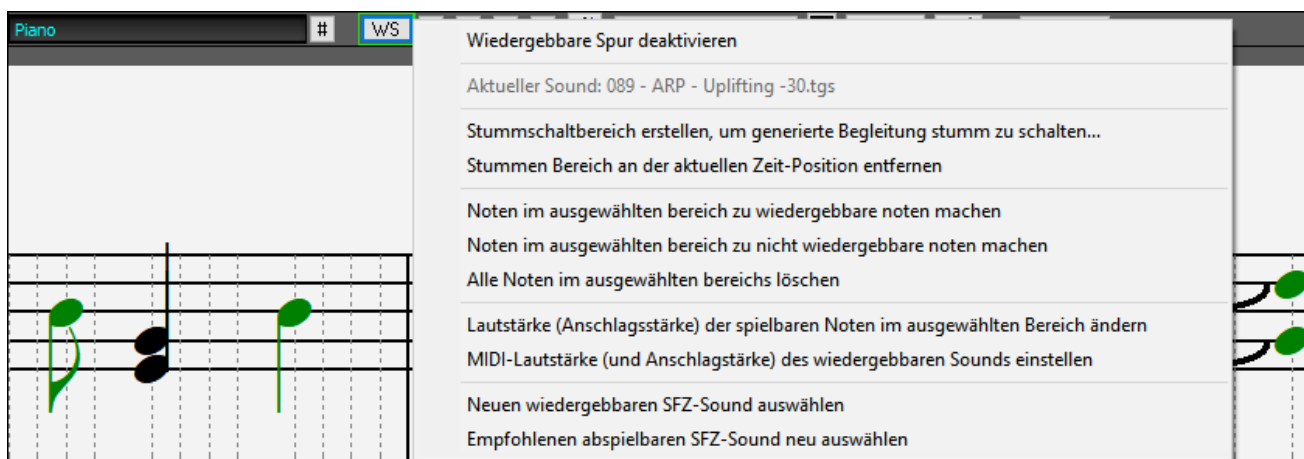 Piano # WS
Wiedergebbare Spur deaktivieren
Aktueller Sound: 089 - ARP - Uplifting -30.tgs
Stummschaltbereich erstellen, um generierte Begleitung stumm zu schalten...
Stummen Bereich an der aktuellen Zeit-Position entfernen
Noten im ausgewählten bereich zu wiedergebbare noten machen
Noten im ausgewählten bereich zu nicht wiedergebbare noten machen
Alle Noten im ausgewählten bereichs löschen
Lautstärke (Anschlagsstärke) der spielbaren Noten im ausgewählten Bereich ändern
MIDI-Lautstärke (und Anschlagstärke) des wiedergebbaren Sounds einstellen
Neuen wiedergebbaren SFZ-Sound auswählen
Empfohlenen abspielbaren SFZ-Sound neu auswählen